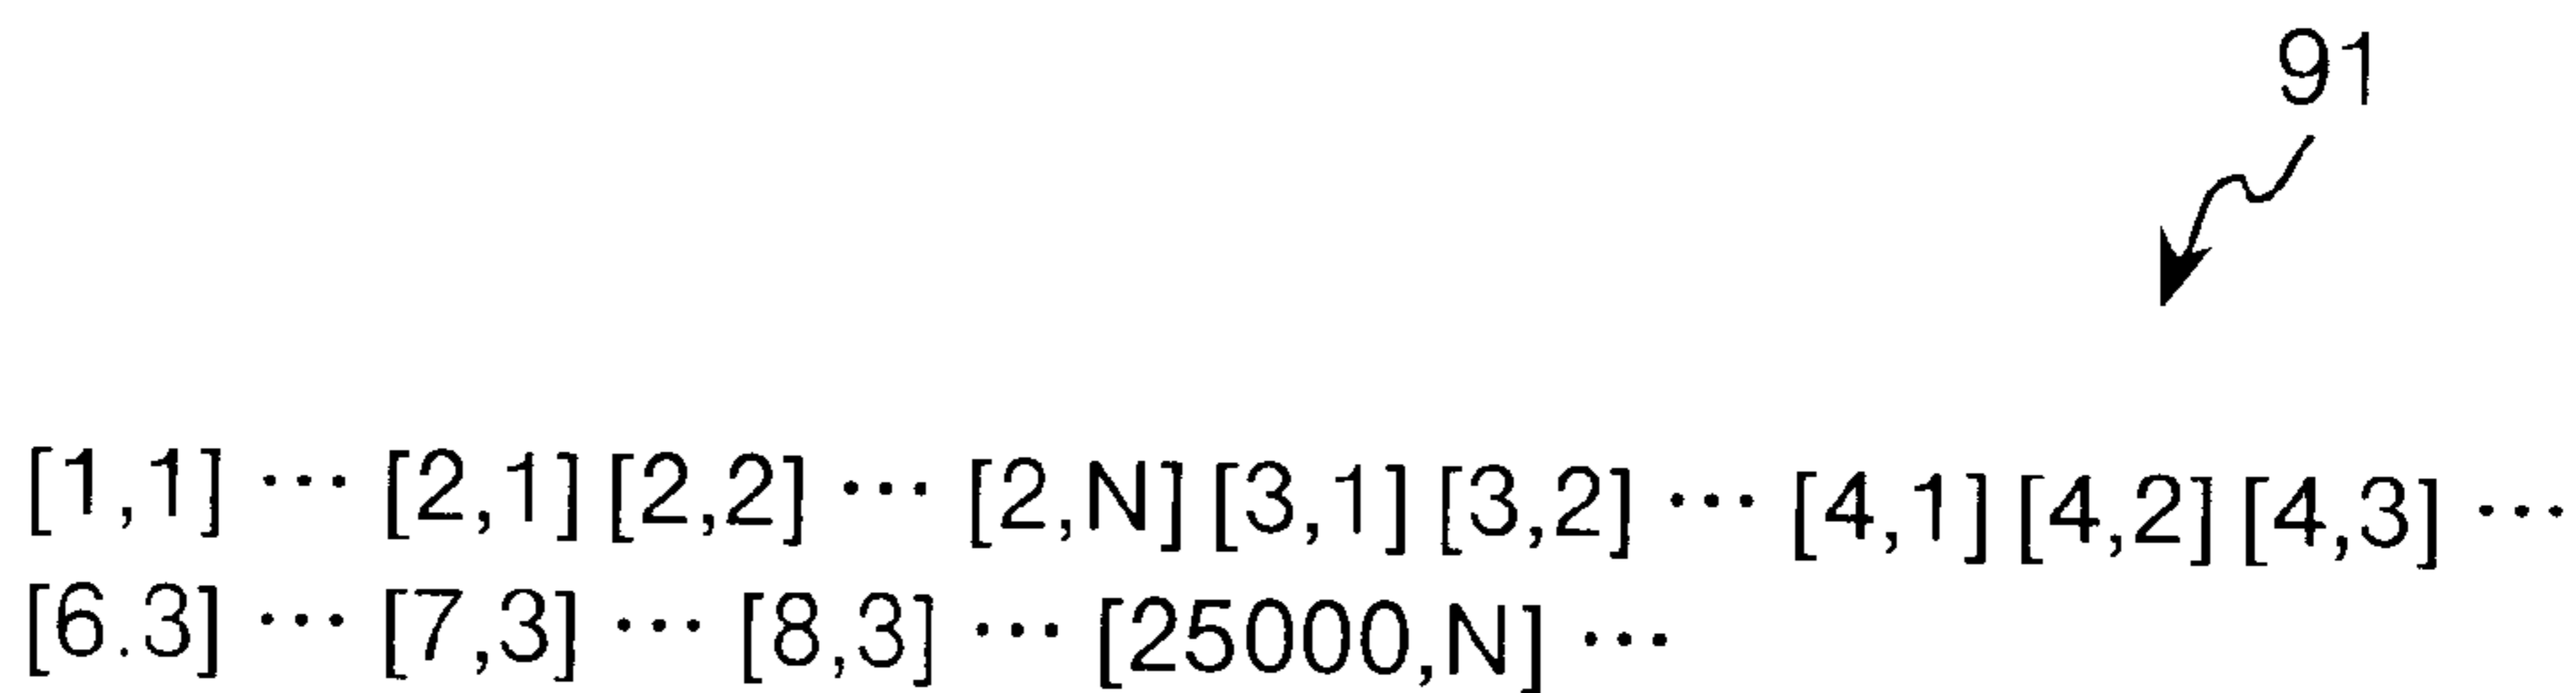 91
[1,1] ··· [2,1] [2,2] ··· [2,N] [3,1] [3,2] ··· [4,1] [4,2] [4,3] ···
[6.3] ··· [7,3] ··· [8,3] ··· [25000,N] ···